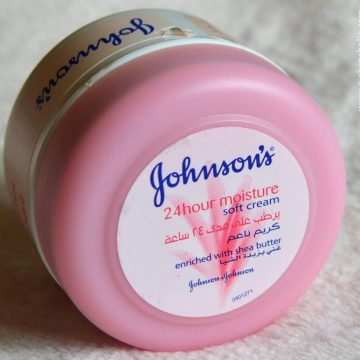 Johnson's
24hour moisture
soft cream
يرطب على مدى ٢٤ ساعة
كريم ناعم
enriched with shea butter
غني بزبدة الشيا
Johnson & Johnson
0901271
Johnson's